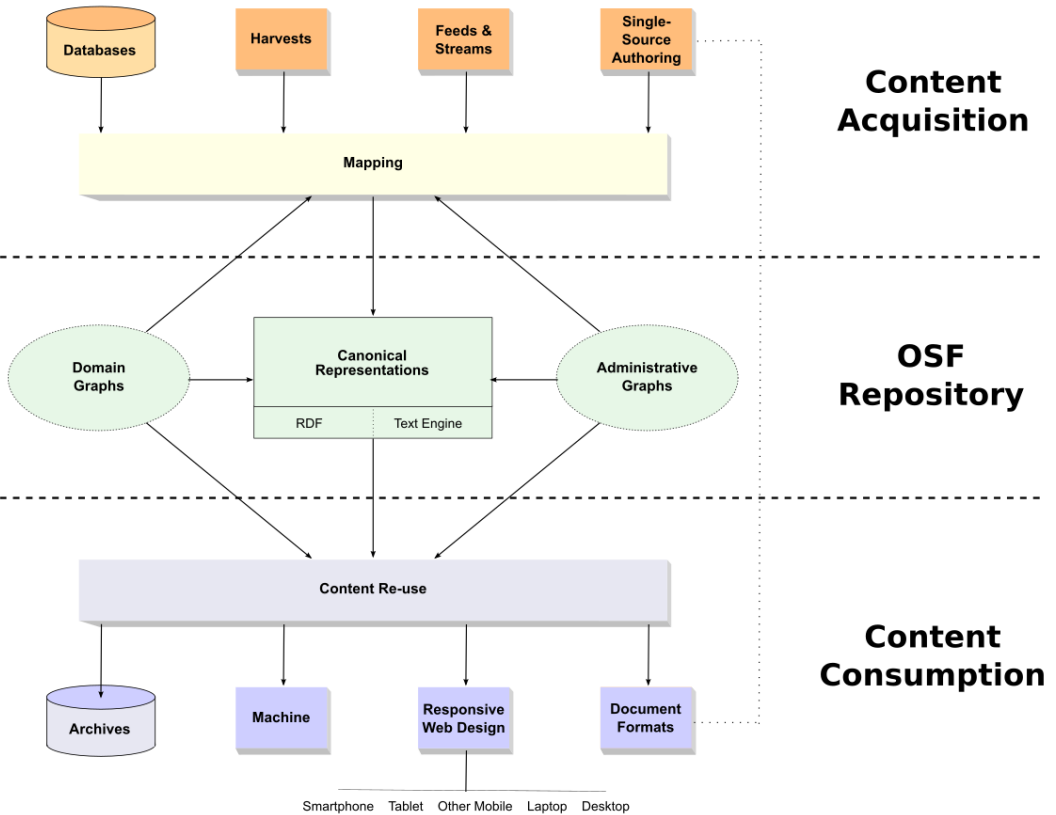 Databases
Harvests
Feeds &
Streams
Single-
Source
Authoring
Content
Acquisition
Mapping
Domain
Graphs
Canonical
Representations
RDF
Text Engine
Administrative
Graphs
OSF
Repository
Content Re-use
Content
Consumption
Archives
Machine
Responsive
Web Design
Document
Formats
Smartphone Tablet Other Mobile Laptop Desktop